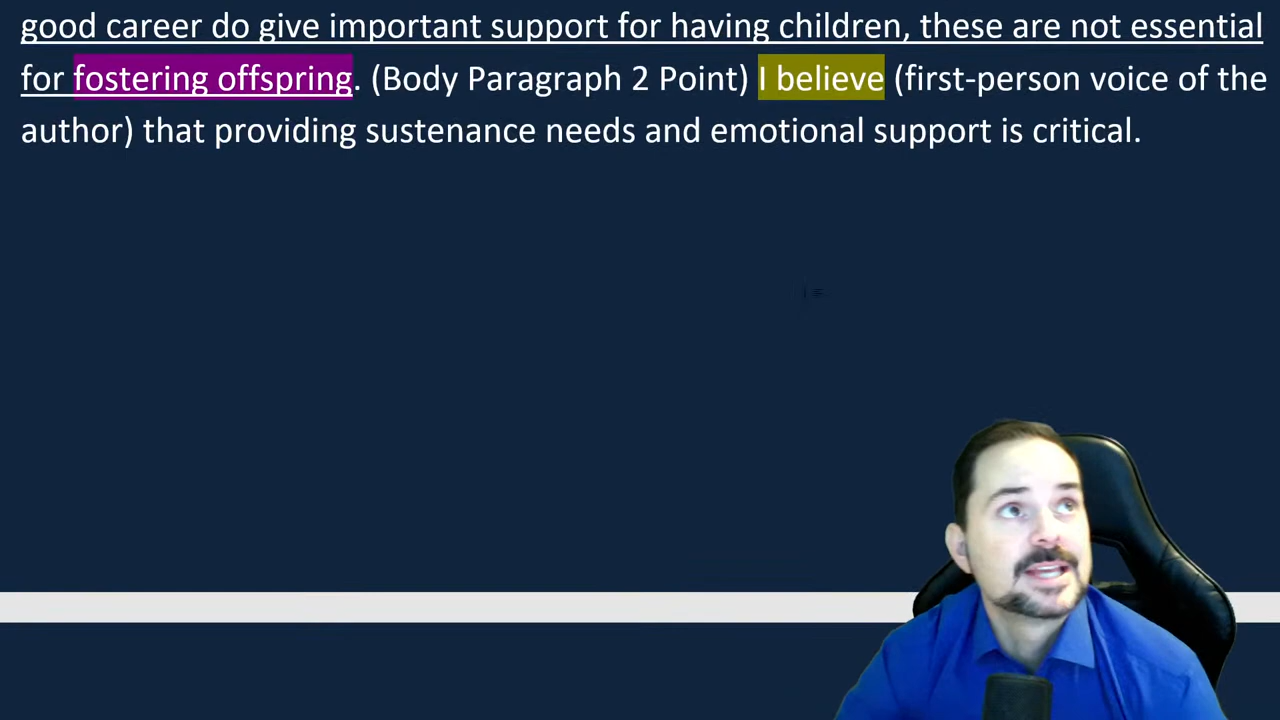 good career do give important support for having children, these are not essential
for fostering offspring. (Body Paragraph 2 Point) I believe (first-person voice of the
author) that providing sustenance needs and emotional support is critical.